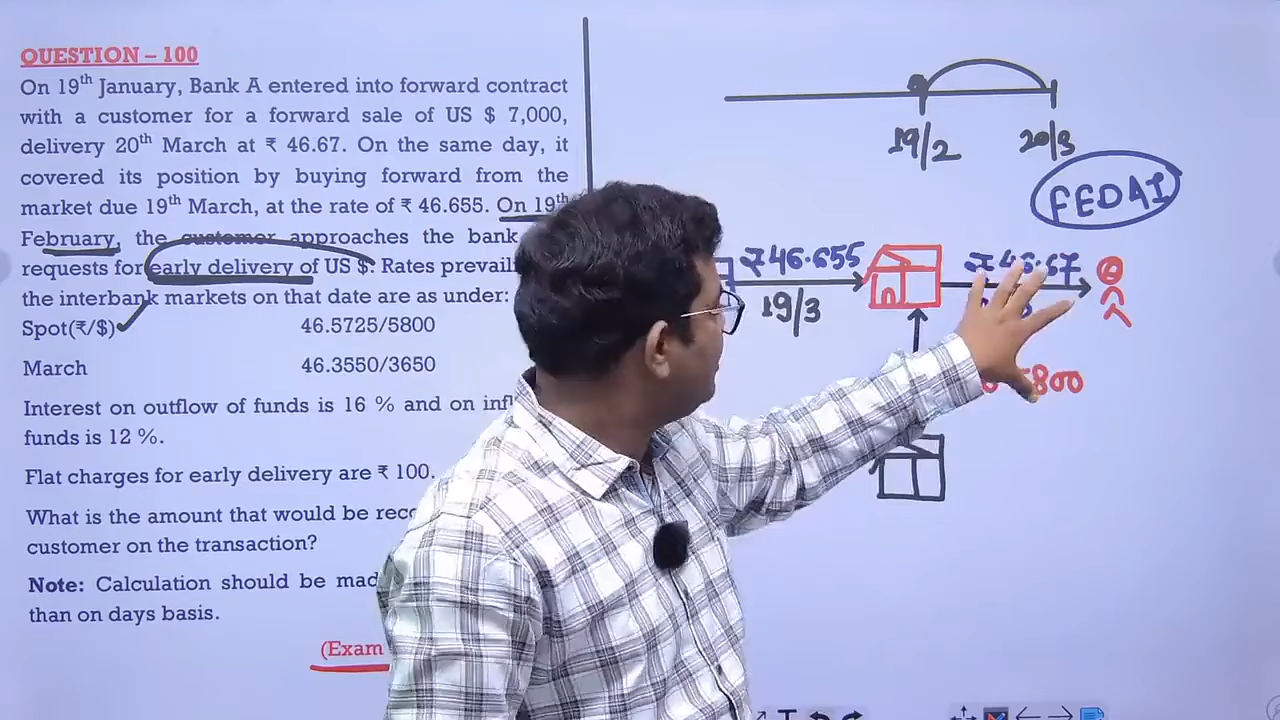 QUESTION – 100
On 19th January, Bank A entered into forward contract
with a customer for a forward sale of US $ 7,000,
delivery 20th March at ₹ 46.67. On the same day, it
covered its position by buying forward from the
market due 19th March, at the rate of ₹ 46.655. On 19th
February, the customer approaches the bank
requests for early delivery of US $. Rates prevail
the interbank markets on that date are as under:
Spot(₹/$) 46.5725/5800
March 46.3550/3650
Interest on outflow of funds is 16 % and on
funds is 12 %.
Flat charges for early delivery are ₹ 100.
What is the amount that would be
customer on the transaction?
Note: Calculation should be
than on days basis.
(Exam
19/2 20/3
FEDAI
₹46.655 ₹46.67
19/3
5800